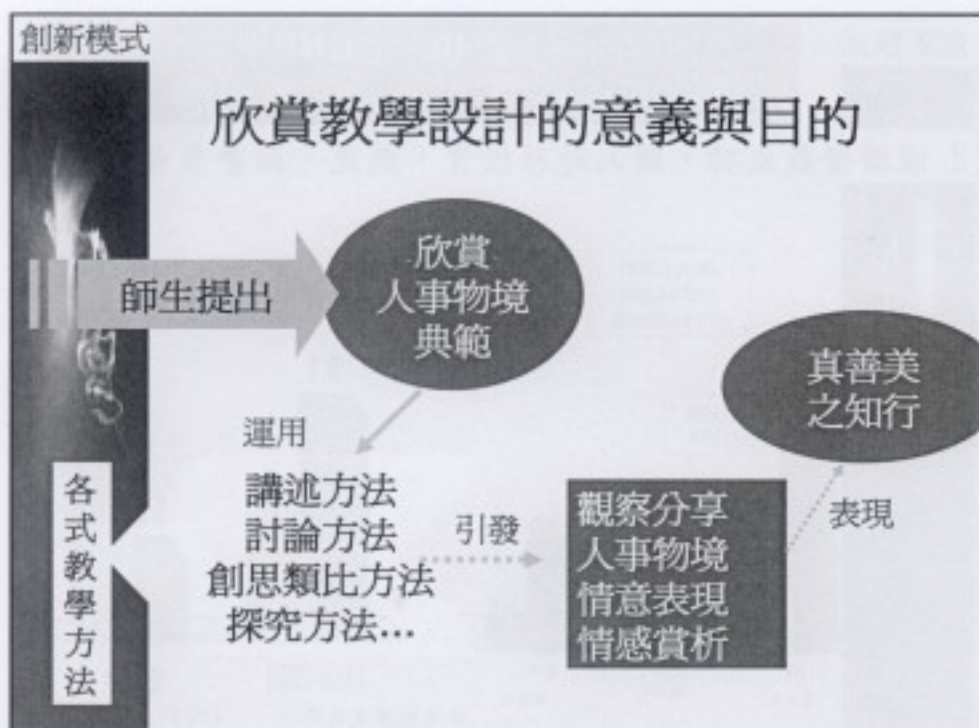 創新模式
欣賞教學設計的意義與目的
師生提出
欣賞
人事物境
典範
真善美
之知行
運用
講述方法
討論方法
創思類比方法
探究方法...
引發
觀察分享
人事物境
情意表現
情感賞析
表現
各式教學方法